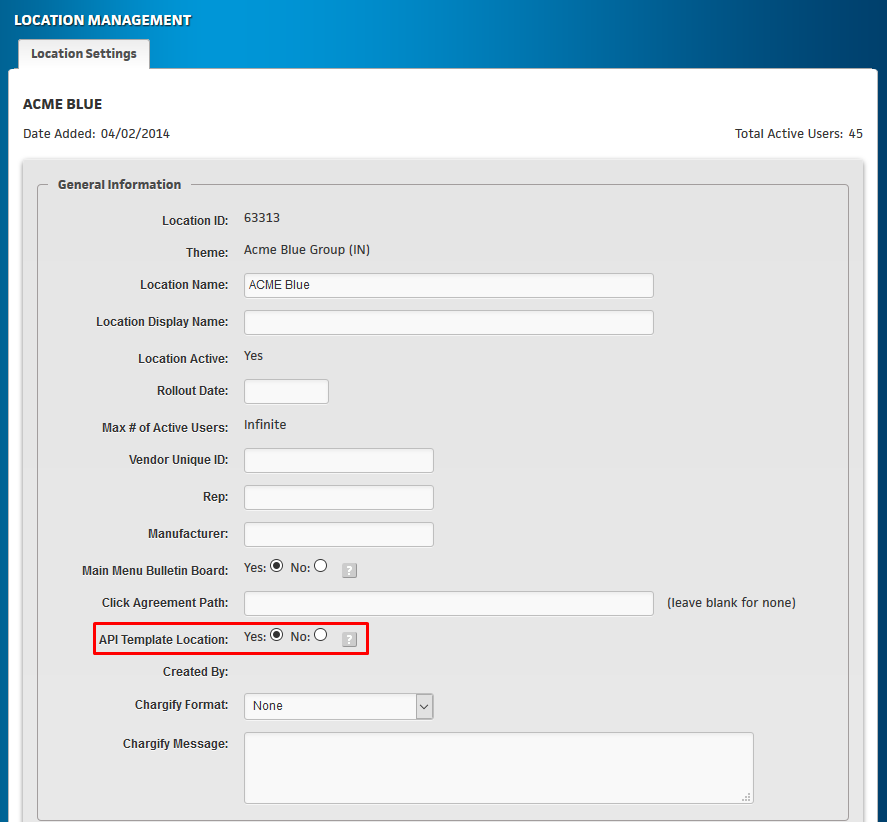 LOCATION MANAGEMENT
Location Settings
ACME BLUE
Date Added: 04/02/2014 Total Active Users: 45
General Information
Location ID: 63313
Theme: Acme Blue Group (IN)
Location Name: ACME Blue
Location Display Name:
Location Active: Yes
Rollout Date:
Max # of Active Users: Infinite
Vendor Unique ID:
Rep:
Manufacturer:
Main Menu Bulletin Board: Yes: No: ?
Click Agreement Path: (leave blank for none)
API Template Location: Yes: No: ?
Created By:
Chargify Format: None
Chargify Message: